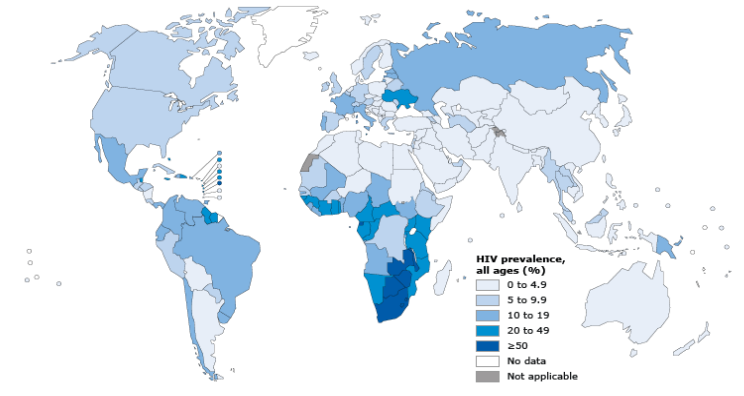 HIV prevalence,
all ages (%)
0 to 4.9
5 to 9.9
10 to 19
20 to 49
≥50
No data
Not applicable